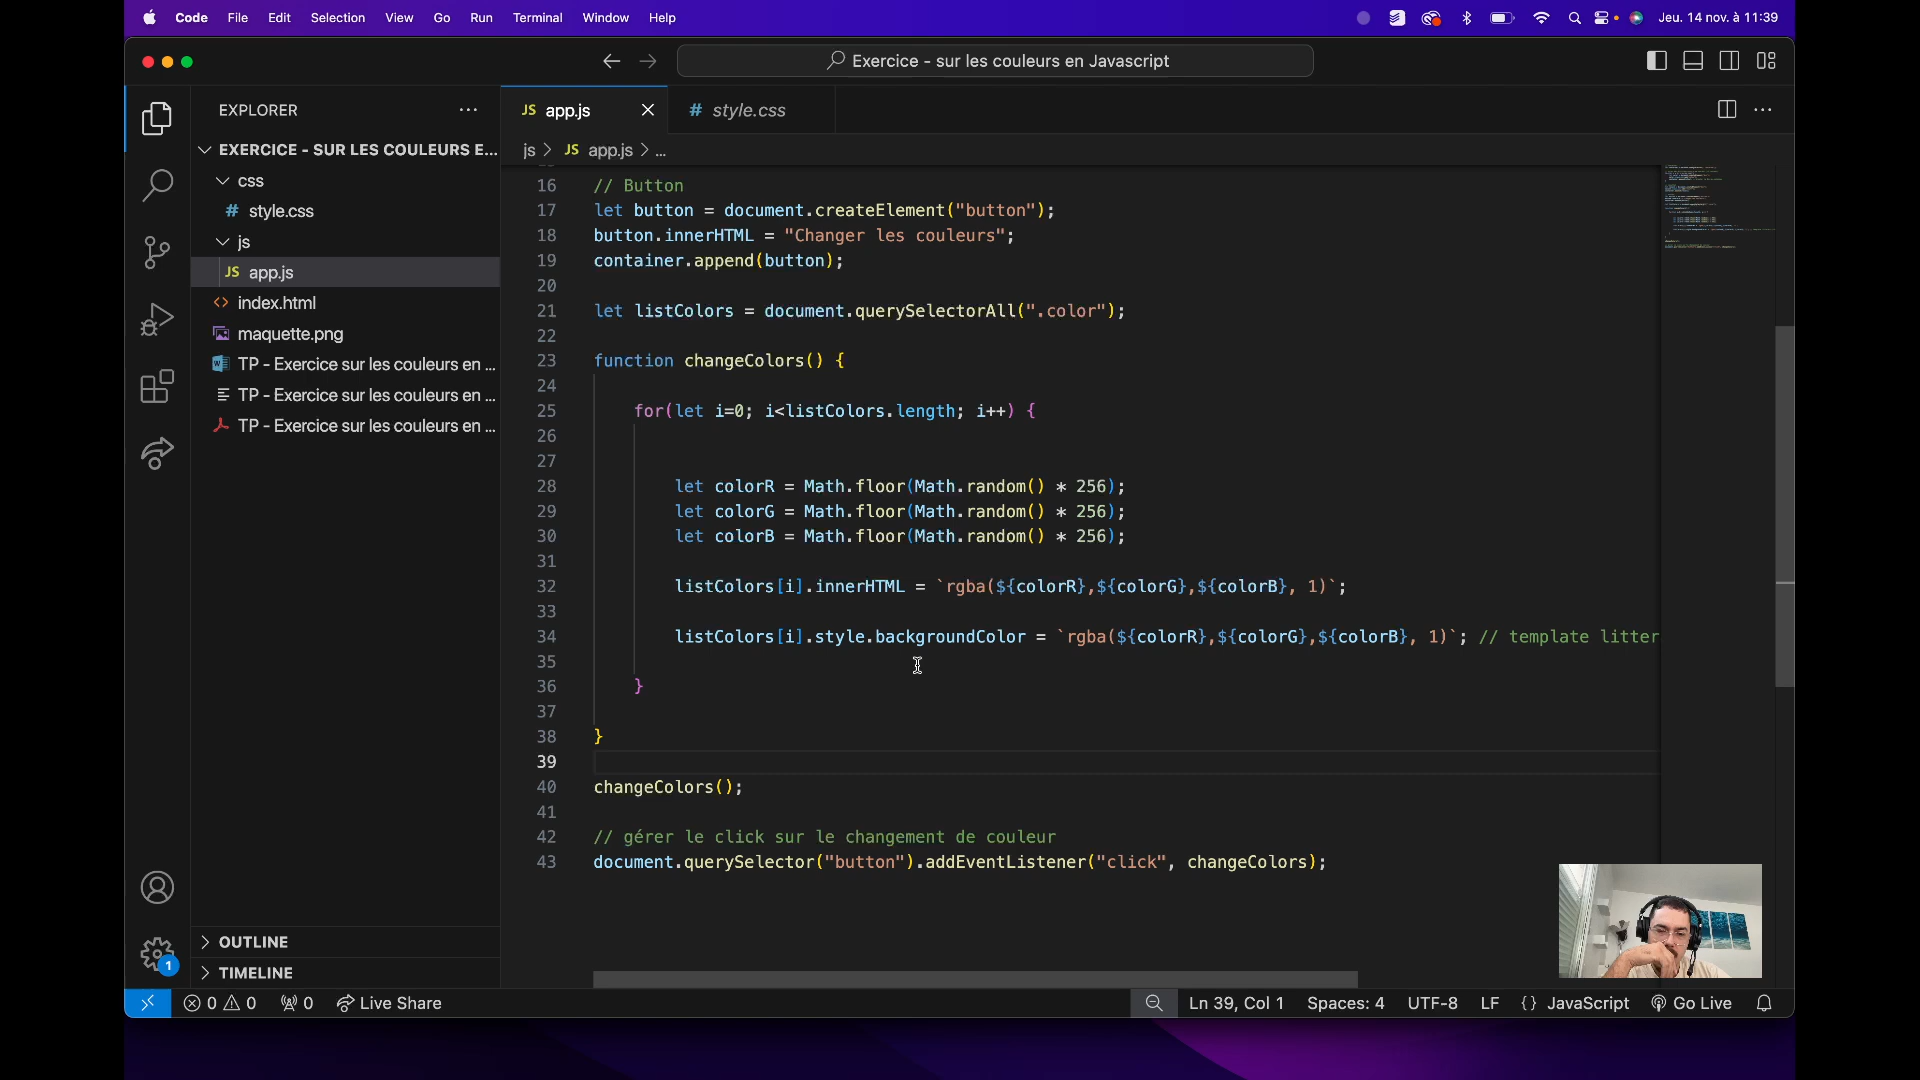 Code File Edit Selection View Go Run Terminal Window Help
Jeu. 14 nov. à 11:39
Exercice - sur les couleurs en Javascript
EXPLORER
EXERCICE - SUR LES COULEURS E...
css
# style.css
js
JS app.js
<> index.html
maquette.png
TP - Exercice sur les couleurs en ...
TP - Exercice sur les couleurs en ...
TP - Exercice sur les couleurs en ...
OUTLINE
TIMELINE
JS app.js
# style.css
js > JS app.js > ...
16 // Button
17 let button = document.createElement("button");
18 button.innerHTML = "Changer les couleurs";
19 container.append(button);
20
21 let listColors = document.querySelectorAll(".color");
22
23 function changeColors() {
24
25 for(let i=0; i<listColors.length; i++) {
26
27
28 let colorR = Math.floor(Math.random() * 256);
29 let colorG = Math.floor(Math.random() * 256);
30 let colorB = Math.floor(Math.random() * 256);
31
32 listColors[i].innerHTML = `rgba(${colorR},${colorG},${colorB}, 1)`;
33
34 listColors[i].style.backgroundColor = `rgba(${colorR},${colorG},${colorB}, 1)`; // template litter
35
36 }
37
38 }
39
40 changeColors();
41
42 // gérer le click sur le changement de couleur
43 document.querySelector("button").addEventListener("click", changeColors);
1
0 0 0 Live Share
Ln 39, Col 1 Spaces: 4 UTF-8 LF {} JavaScript Go Live